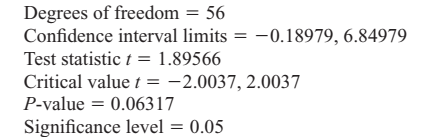 Degrees of freedom = 56
Confidence interval limits = −0.18979, 6.84979
Test statistic t = 1.89566
Critical value t = −2.0037, 2.0037
P-value = 0.06317
Significance level = 0.05